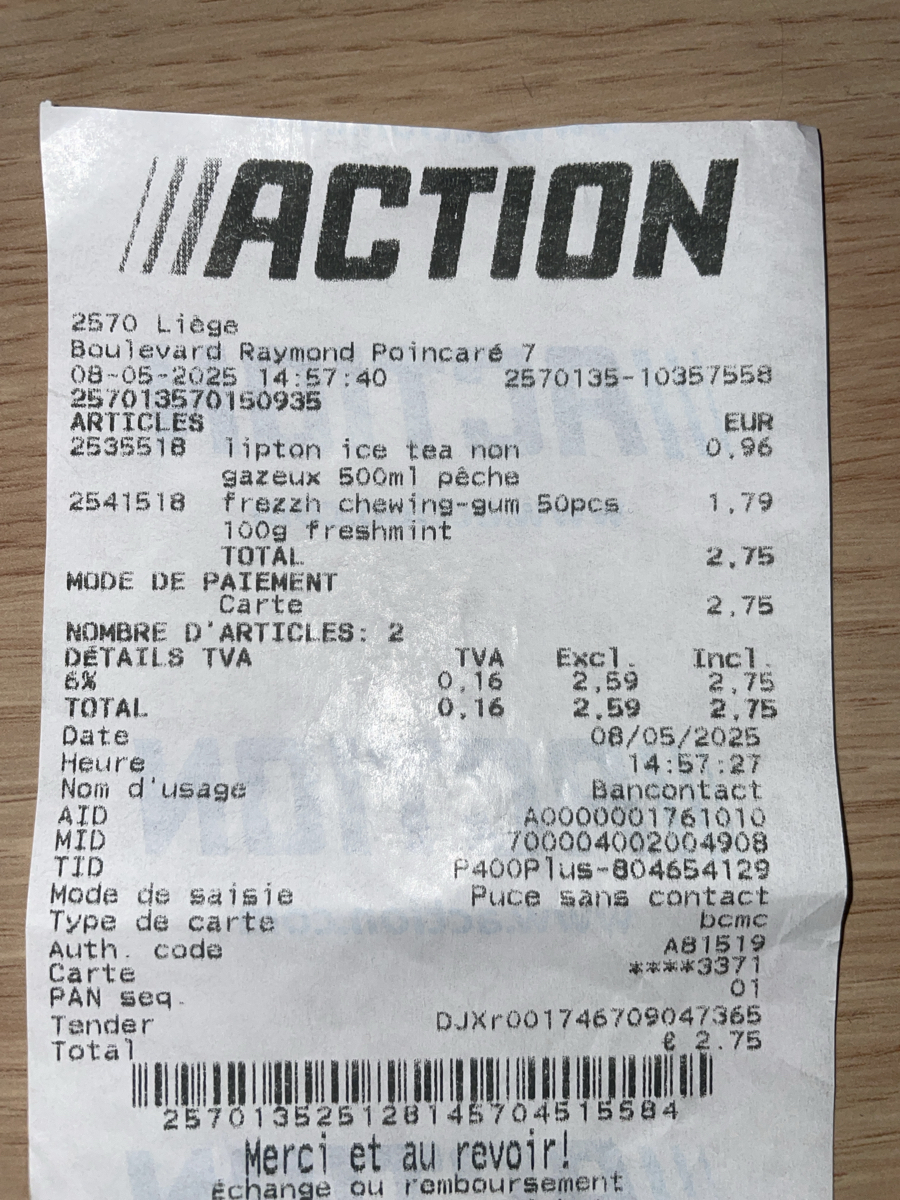 ACTION
2570 Liège
Boulevard Raymond Poincaré 7
08-05-2025 14:57:40 2570135-10357558
257013570150935
ARTICLES EUR
2535518 lipton ice tea non 0,96
gazeux 500ml pêche
2541518 frezzh chewing-gum 50pcs 1,79
100g freshmint
TOTAL 2,75
MODE DE PAIEMENT
Carte 2,75
NOMBRE D'ARTICLES: 2
DÉTAILS TVA TVA Excl. Incl.
6% 0,16 2,59 2,75
TOTAL 0,16 2,59 2,75
Date 08/05/2025
Heure 14:57:27
Nom d'usage Bancontact
AID A0000001761010
MID 700004002004908
TID P400Plus-804654129
Mode de saisie Puce sans contact
Type de carte bcmc
Auth. code A81519
Carte ****3371
PAN seq. 01
Tender DJXr001746709047365
Total € 2.75
257013525128145704515584
Merci et au revoir!
Échange ou remboursement